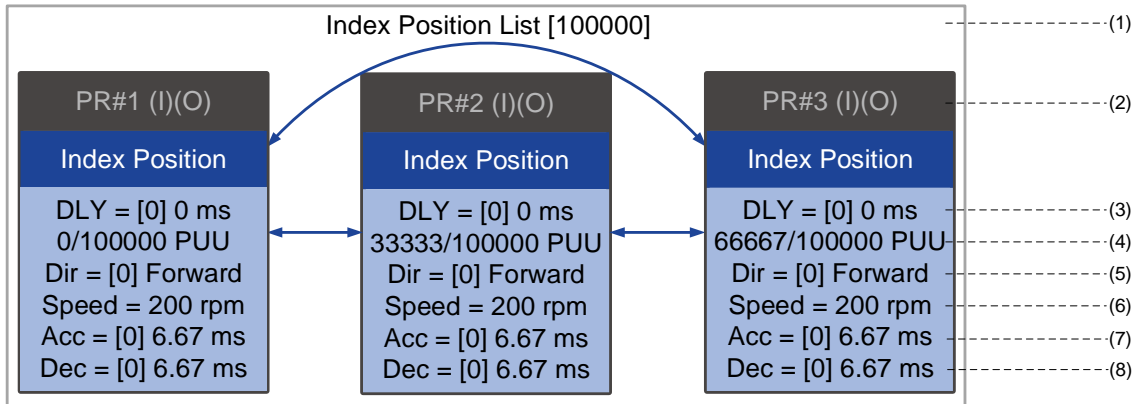 Index Position List [100000]
PR#1 (I)(O)
Index Position
DLY = [0] 0 ms
0/100000 PUU
Dir = [0] Forward
Speed = 200 rpm
Acc = [0] 6.67 ms
Dec = [0] 6.67 ms
PR#2 (I)(O)
Index Position
DLY = [0] 0 ms
33333/100000 PUU
Dir = [0] Forward
Speed = 200 rpm
Acc = [0] 6.67 ms
Dec = [0] 6.67 ms
PR#3 (I)(O)
Index Position
DLY = [0] 0 ms
66667/100000 PUU
Dir = [0] Forward
Speed = 200 rpm
Acc = [0] 6.67 ms
Dec = [0] 6.67 ms
(1)
(2)
(3)
(4)
(5)
(6)
(7)
(8)